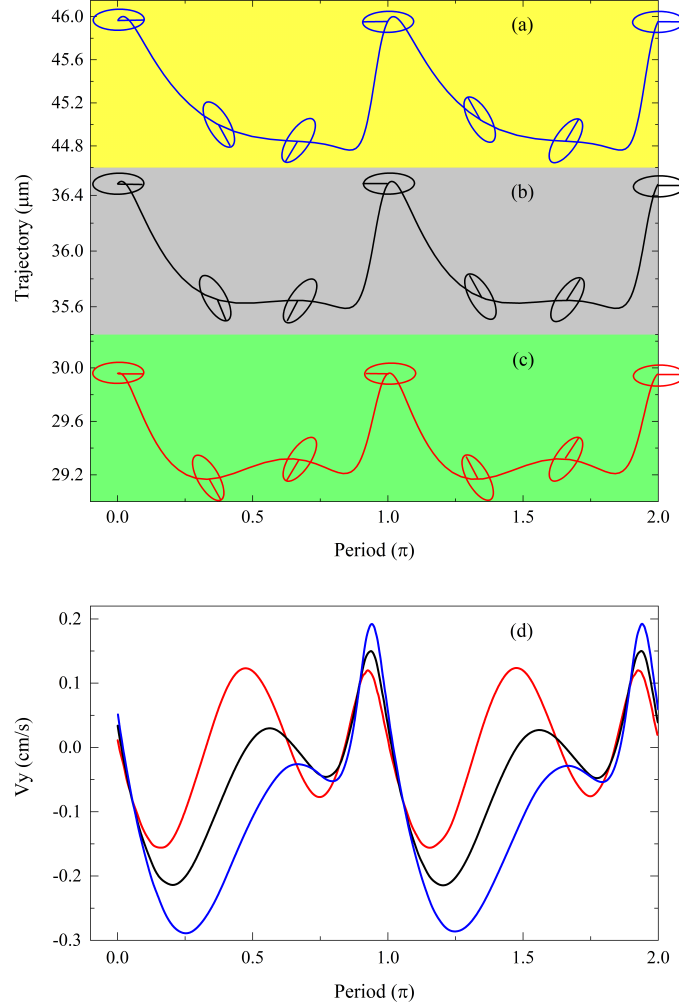 46.0
(a)
45.6
45.2
44.8
36.4
(b)
35.6
Trajectory (μm)
30.0
(c)
29.6
29.2
0.0 0.5 1.0 1.5 2.0
Period (π)
0.2
(d)
0.1
0.0
-0.1
-0.2
-0.3
Vy (cm/s)
0.0 0.5 1.0 1.5 2.0
Period (π)